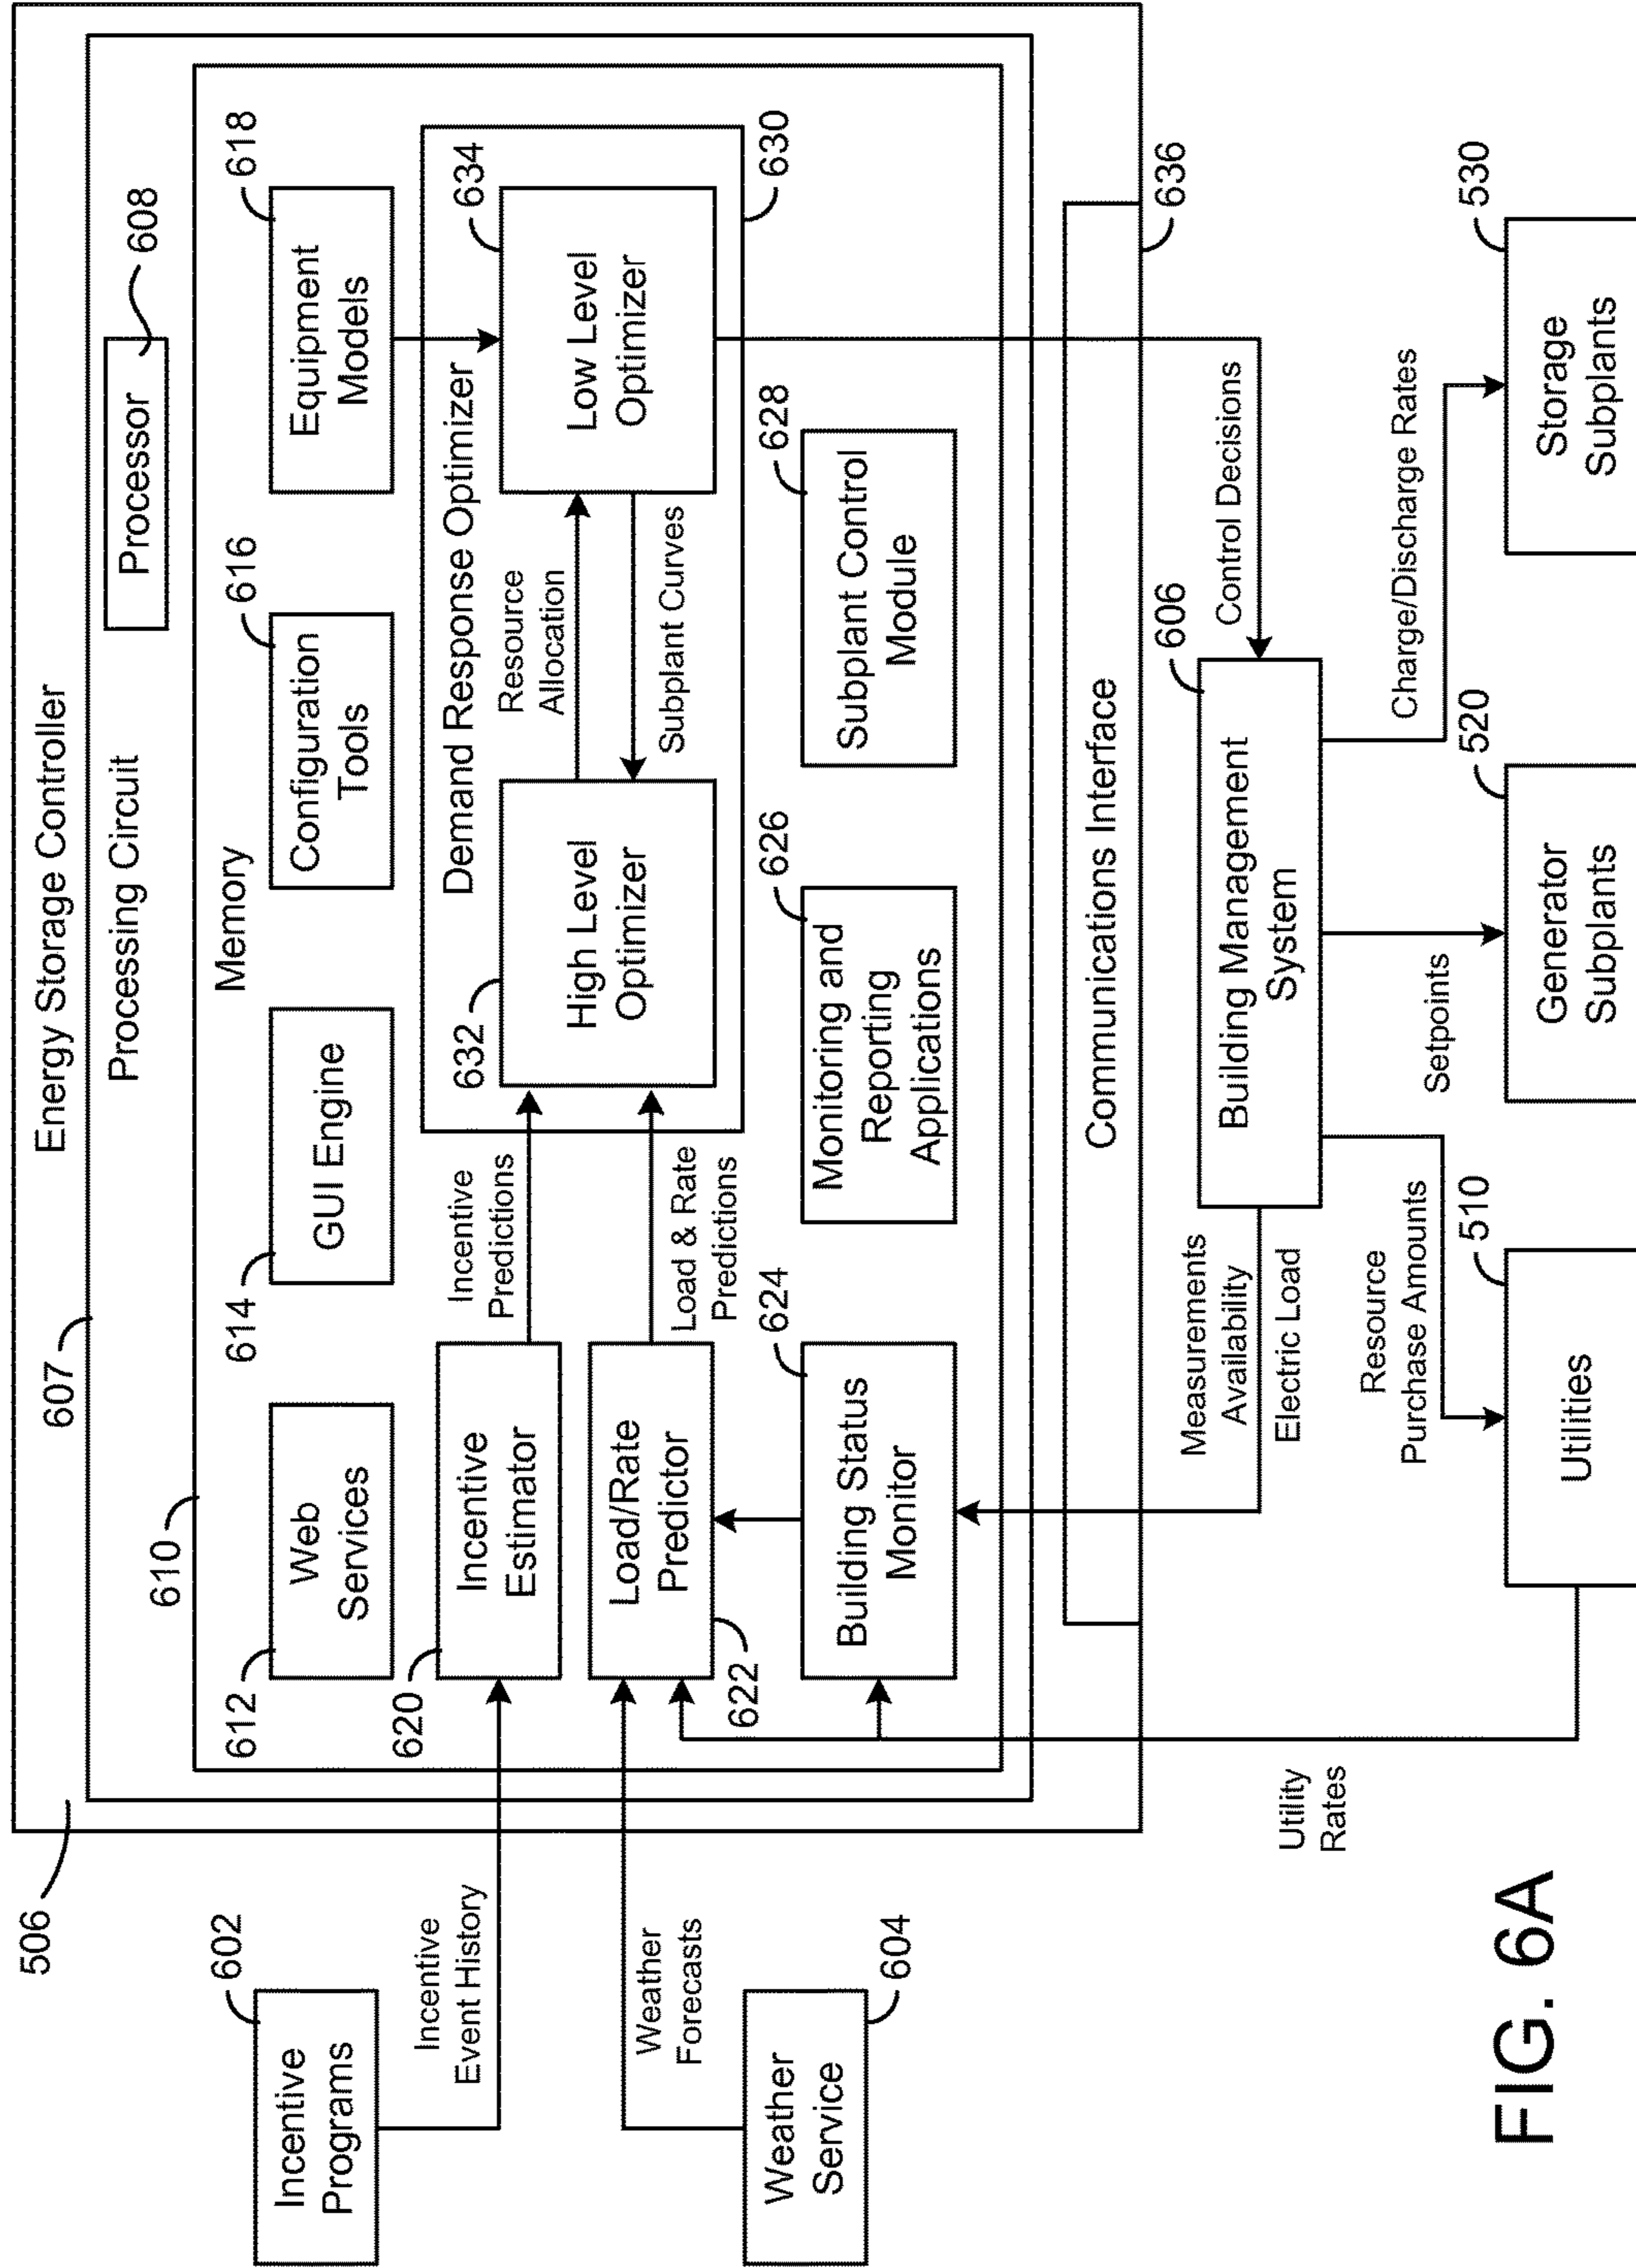 Energy Storage Controller
506
607
Processing Circuit
Processor
608
610
Memory
612
Web
Services
614
GUI Engine
616
Configuration
Tools
618
Equipment
Models
602
Incentive
Programs
Incentive
Event History
620
Incentive
Estimator
Incentive
Predictions
Demand Response Optimizer
632
High Level
Optimizer
Resource
Allocation
Subplant Curves
634
Low Level
Optimizer
630
Weather
Forecasts
604
Weather
Service
Load/Rate
Predictor
622
Load & Rate
Predictions
624
Building Status
Monitor
626
Monitoring and
Reporting
Applications
628
Subplant Control
Module
Communications Interface
636
Measurements
Availability
Electric Load
606
Building Management
System
Control Decisions
Utility
Rates
Resource
Purchase Amounts
Setpoints
Charge/Discharge Rates
510
Utilities
520
Generator
Subplants
530
Storage
Subplants
FIG. 6A